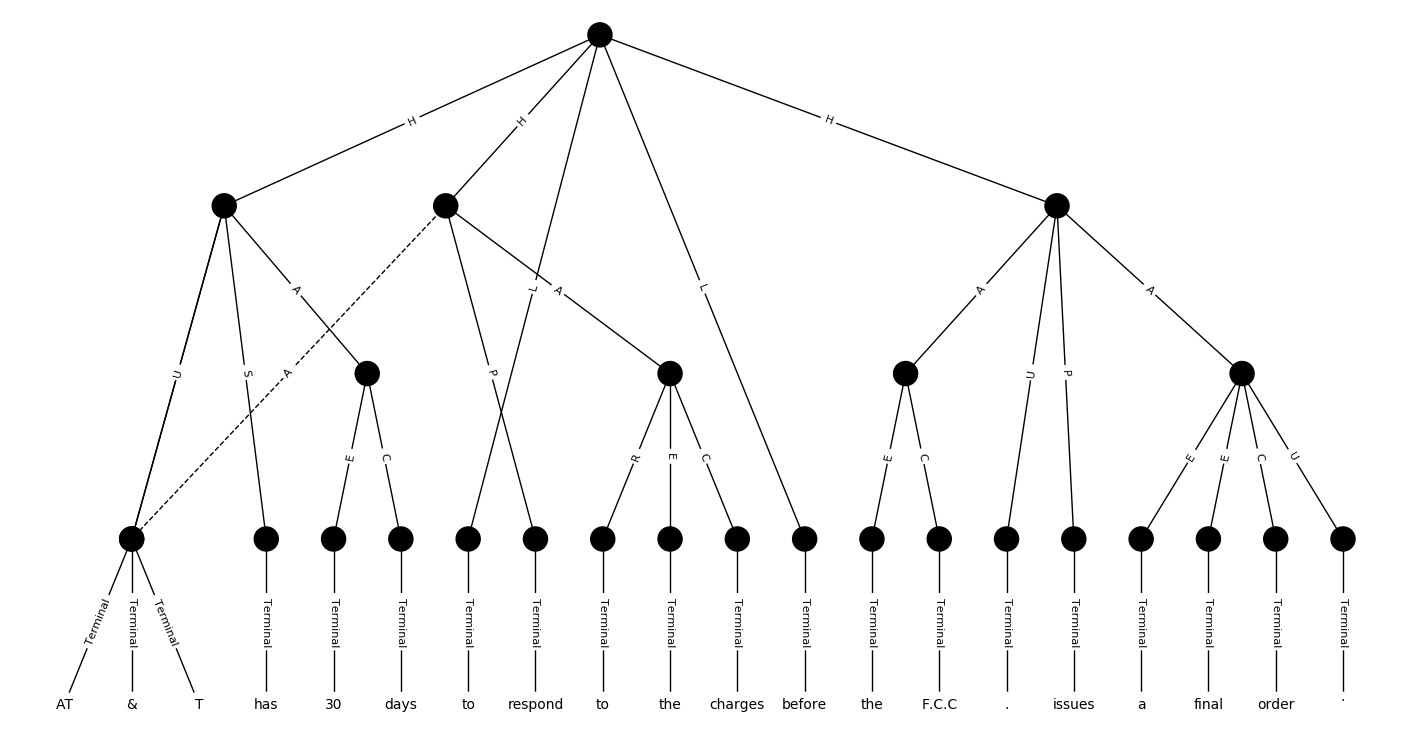 H H H
L A L A A
U S A P U P
E C R E C E C E E C U
Terminal Terminal Terminal Terminal Terminal Terminal Terminal Terminal Terminal Terminal Terminal Terminal Terminal Terminal Terminal Terminal Terminal Terminal Terminal Terminal
AT & T has 30 days to respond to the charges before the F.C.C . issues a final order .